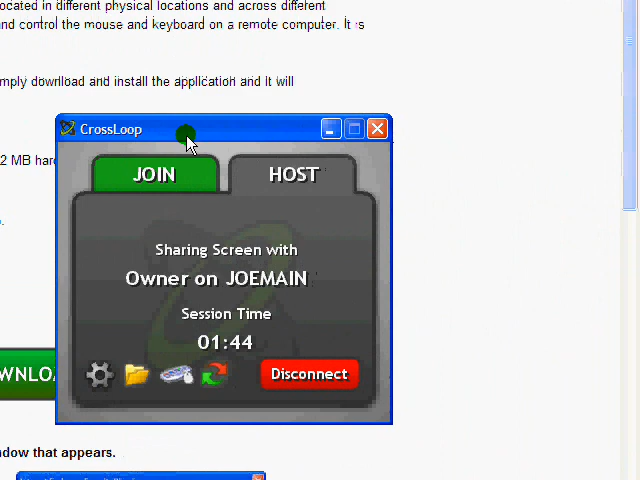 ocated in different physical locations and across different
nd control the mouse and keyboard on a remote computer. It is
mply download and install the application and it will
CrossLoop
2 MB hard
JOIN
HOST
Sharing Screen with
Owner on JOEMAIN
Session Time
01:44
Disconnect
WNLO
ndow that appears.